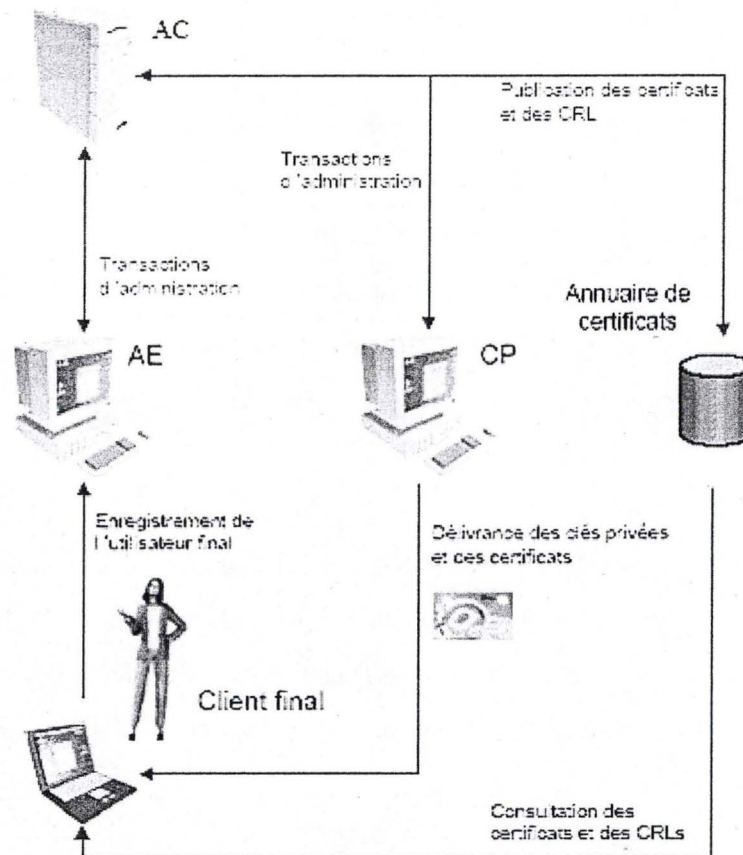 AC
Publication des certificats
et des CRL
Transactions
d'administration
Transactions
d'administration
Annuaire de
certificats
AE
CP
Enregistrement de
l'utilisateur final
Délivrance des clés privées
et des certificats
Client final
Consultation des
certificats et des CRLs